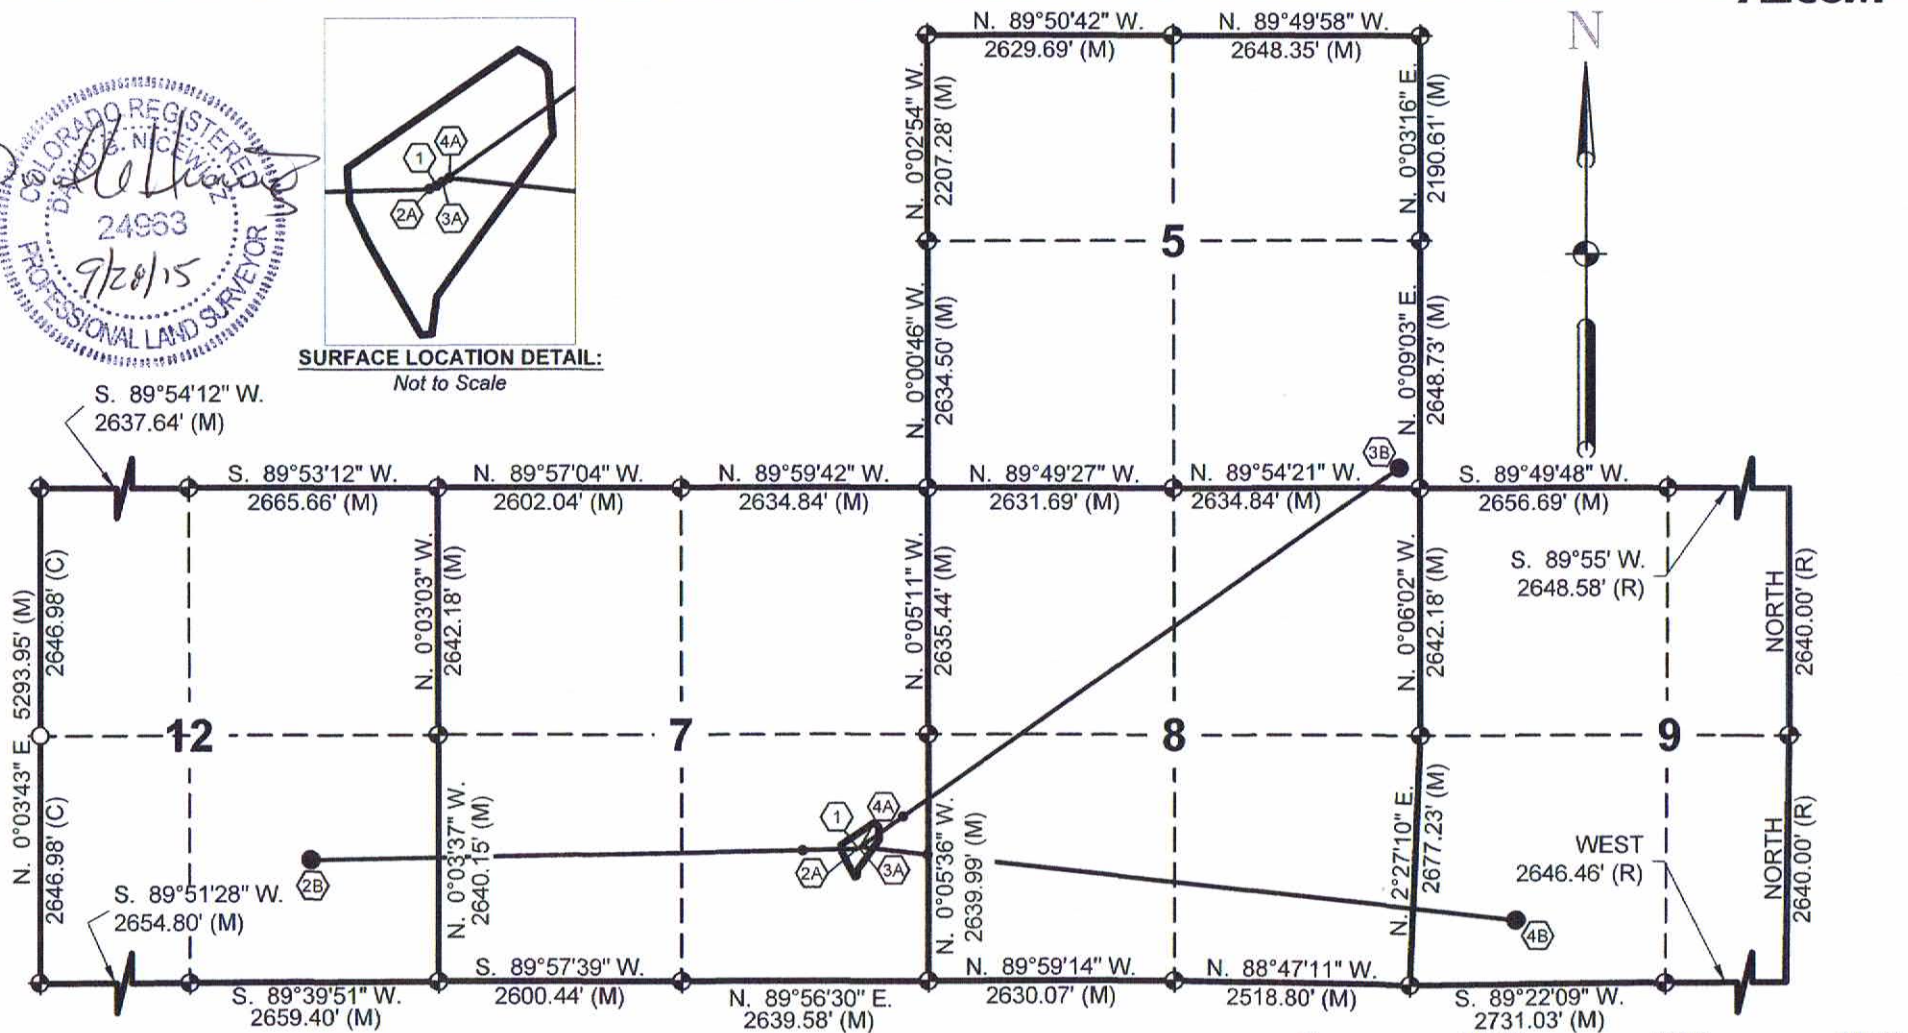 N. 89°50'42" W.
2629.69' (M)
N. 89°49'58" W.
2648.35' (M)
N
COLORADO REGISTERED
DAVID G. NICEWICZ
24963
9/28/15
PROFESSIONAL LAND SURVEYOR
1
4A
2A
3A
SURFACE LOCATION DETAIL:
Not to Scale
N. 0°02'54" W.
2207.28' (M)
N. 0°03'16" E.
2190.61' (M)
5
N. 0°00'46" W.
2634.50' (M)
N. 0°09'03" E.
2648.73' (M)
3B
S. 89°54'12" W.
2637.64' (M)
S. 89°53'12" W.
2665.66' (M)
N. 89°57'04" W.
2602.04' (M)
N. 89°59'42" W.
2634.84' (M)
N. 89°49'27" W.
2631.69' (M)
N. 89°54'21" W.
2634.84' (M)
S. 89°49'48" W.
2656.69' (M)
S. 89°55' W.
2648.58' (R)
N. 0°03'43" E. 5293.95' (M)
2646.98' (C)
N. 0°03'03" W.
2642.18' (M)
N. 0°05'11" W.
2635.44' (M)
N. 0°06'02" W.
2642.18' (M)
NORTH
2640.00' (R)
12
7
8
9
2646.98' (C)
N. 0°03'37" W.
2640.15' (M)
1
4A
2A
3A
N. 0°05'36" W.
2639.99' (M)
N. 2°27'10" E.
2677.23' (M)
WEST
2646.46' (R)
NORTH
2640.00' (R)
2B
4B
S. 89°51'28" W.
2654.80' (M)
S. 89°39'51" W.
2659.40' (M)
S. 89°57'39" W.
2600.44' (M)
N. 89°56'30" E.
2639.58' (M)
N. 89°59'14" W.
2630.07' (M)
N. 88°47'11" W.
2518.80' (M)
S. 89°22'09" W.
2731.03' (M)